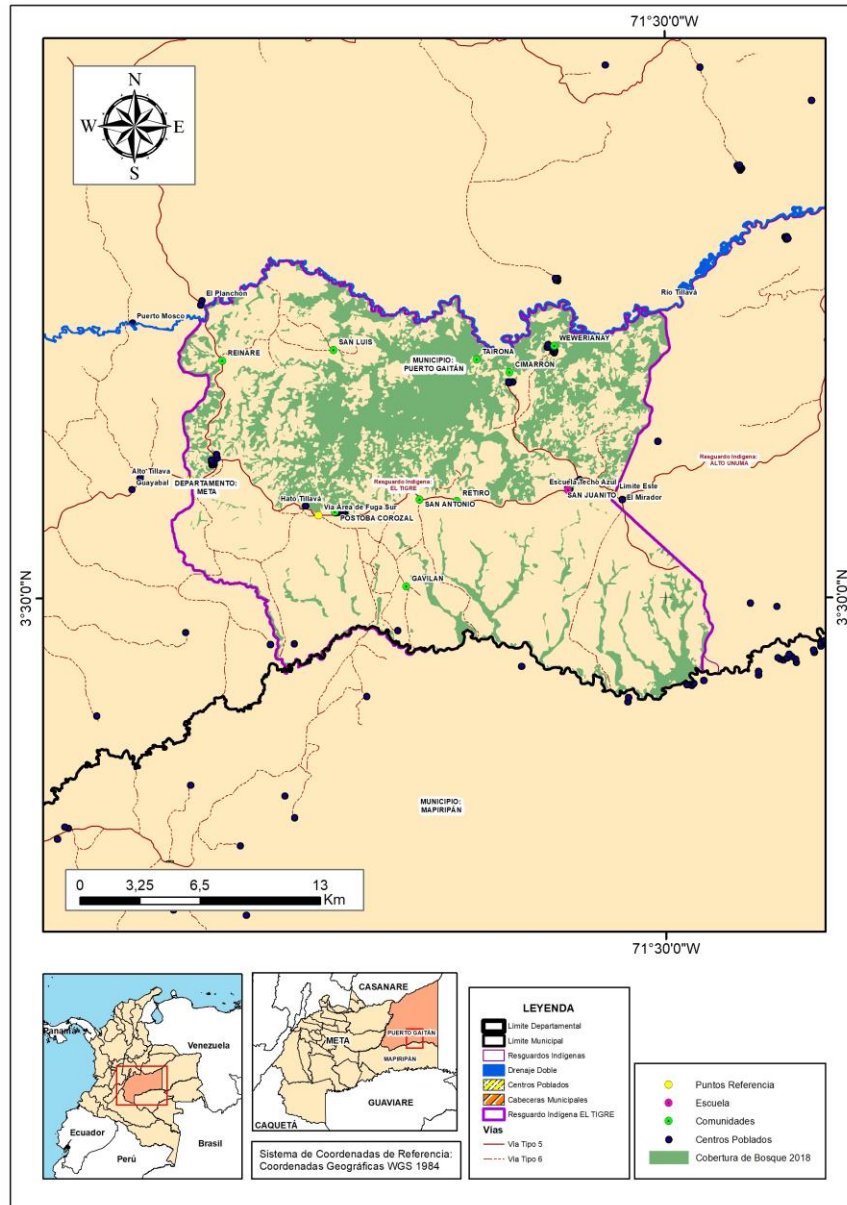 71°30'0"W
N
W
E
S
Río Tillavá
El Planchón
Puerto Mosco
WEWERIANAY
SAN LUIS
TAIRONA
REINARE
MUNICIPIO:
PUERTO GAITÁN
CIMARRÓN
Resguardo Indígena:
ALTO UNUMA
Alto Tillava
Guayabal
DEPARTAMENTO:
META
Resguardo Indígena:
EL TIGRE
Escuela Techo Azul
Límite Este
RETIRO
SAN JUANITO
El Mirador
Hato Tillavá
Vía Área de Fuga Sur
SAN ANTONIO
POSTOBA COROZAL
GAVILAN
3°30'0"N
3°30'0"N
MUNICIPIO:
MAPIRIPÁN
0
3,25
6,5
13
Km
71°30'0"W
Panamá
Venezuela
Ecuador
Perú
Brasil
CASANARE
META
PUERTO GAITÁN
MAPIRIPÁN
GUAVIARE
CAQUETÁ
Sistema de Coordenadas de Referencia:
Coordenadas Geográficas WGS 1984
LEYENDA
Límite Departamental
Límite Municipal
Resguardos Indígenas
Drenaje Doble
Centros Poblados
Cabeceras Municipales
Resguardo Indígena EL TIGRE
Vías
Vía Tipo 5
Vía Tipo 6
Puntos Referencia
Escuela
Comunidades
Centros Poblados
Cobertura de Bosque 2018